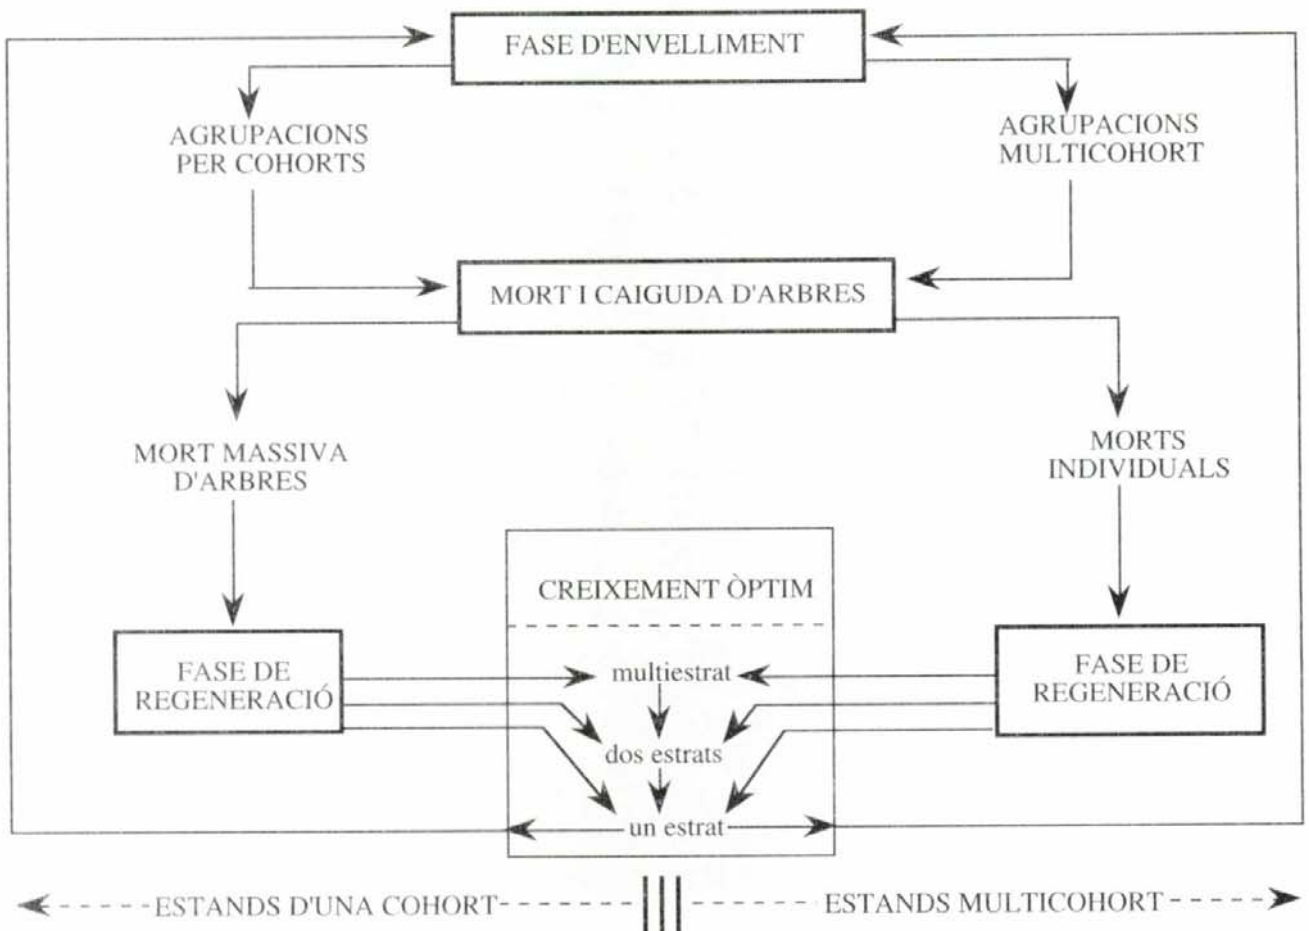 FASE D'ENVELLIMENT
AGRUPACIONS
PER COHORTS
AGRUPACIONS
MULTICOHORT
MORT I CAIGUDA D'ARBRES
MORT MASSIVA
D'ARBRES
MORTS
INDIVIDUALS
CREIXEMENT ÒPTIM
FASE DE
REGENERACIÓ
multiestrat
dos estrats
un estrat
FASE DE
REGENERACIÓ
ESTANDS D'UNA COHORT
ESTANDS MULTICOHORT